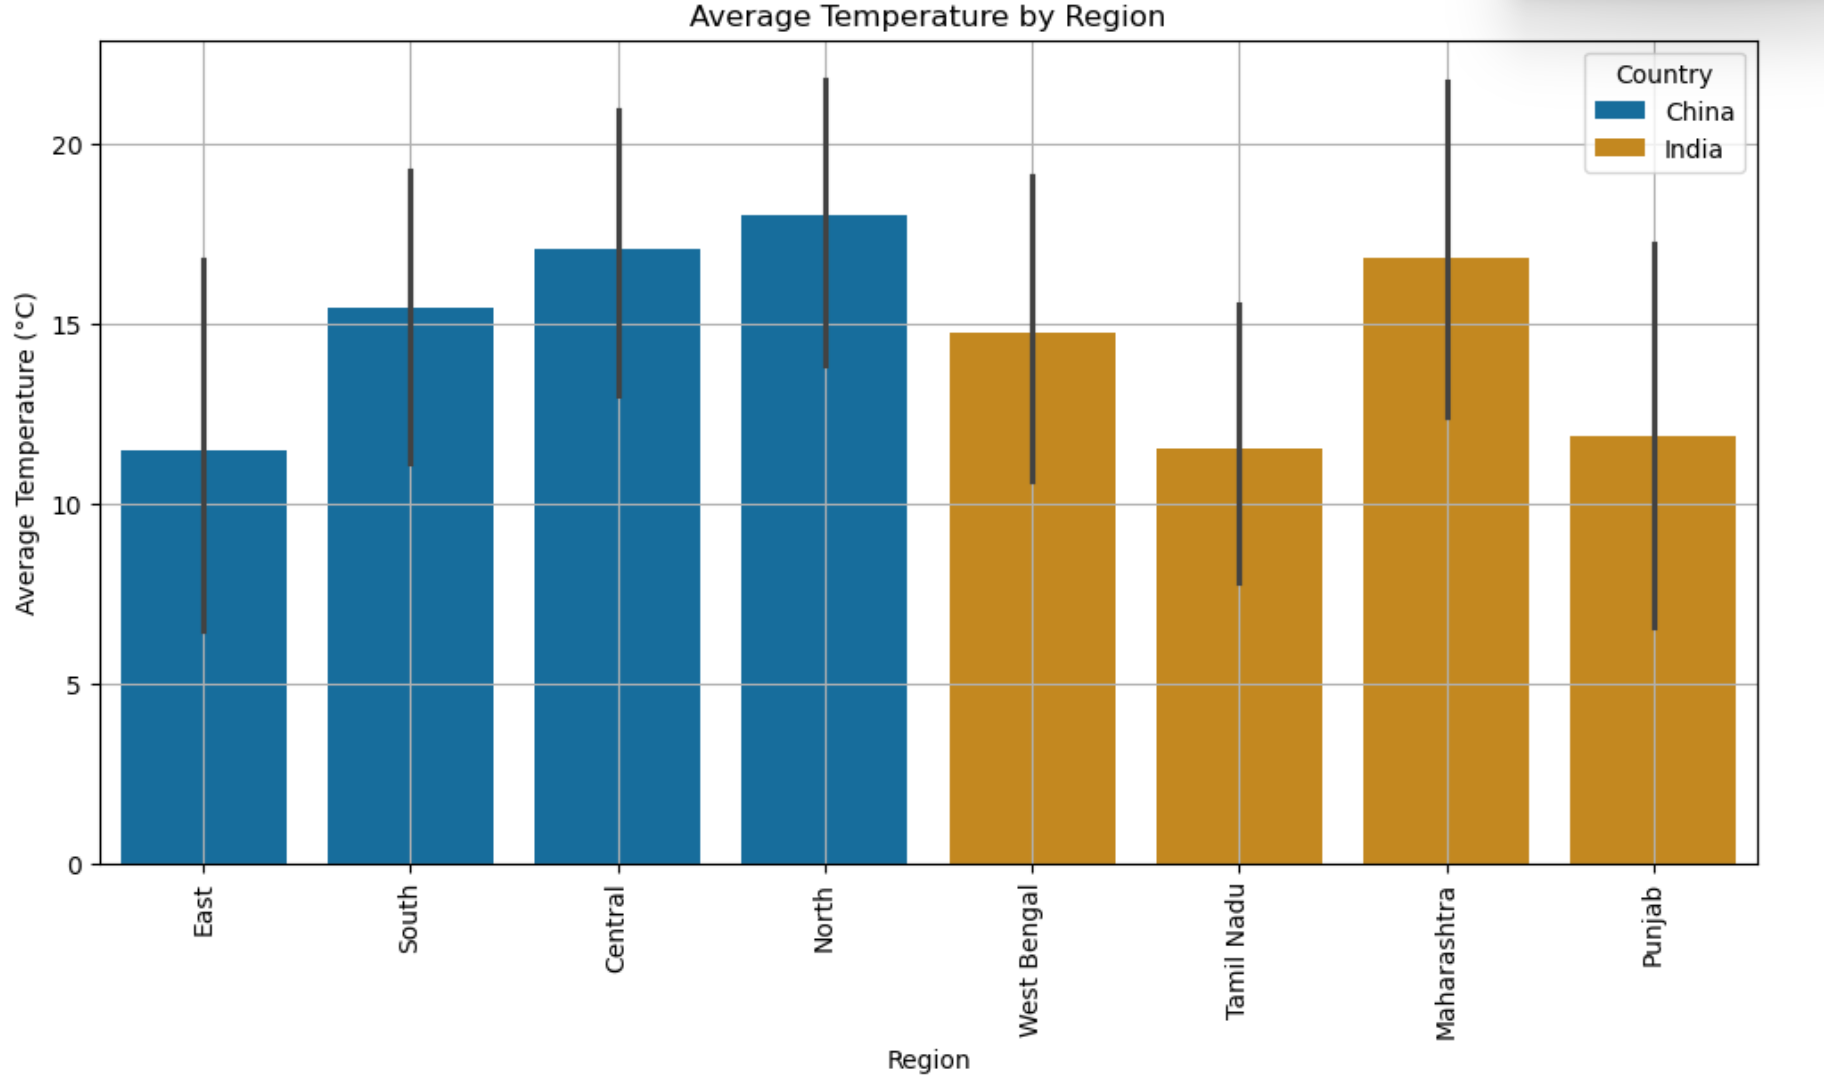 Average Temperature by Region
Country
China
India
Average Temperature (°C)
20
15
10
5
0
East
South
Central
North
West Bengal
Tamil Nadu
Maharashtra
Punjab
Region